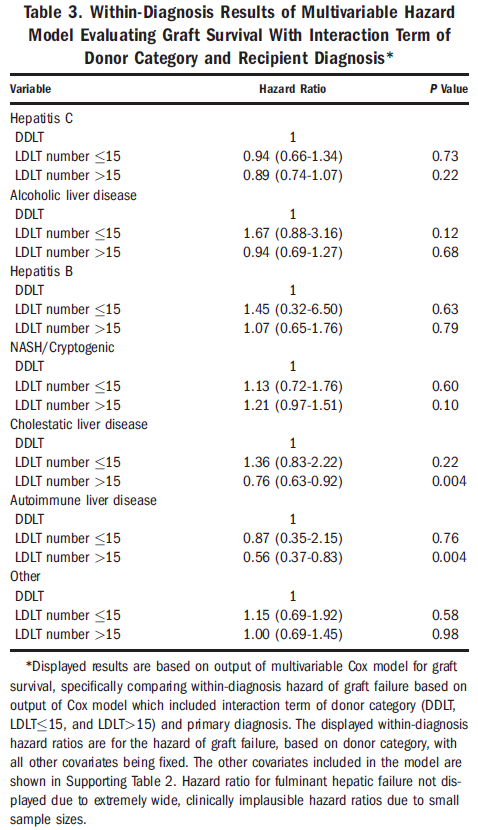 Table 3. Within-Diagnosis Results of Multivariable Hazard
Model Evaluating Graft Survival With Interaction Term of
Donor Category and Recipient Diagnosis*
Variable Hazard Ratio P Value
Hepatitis C
DDLT 1
LDLT number ≤15 0.94 (0.66-1.34) 0.73
LDLT number >15 0.89 (0.74-1.07) 0.22
Alcoholic liver disease
DDLT 1
LDLT number ≤15 1.67 (0.88-3.16) 0.12
LDLT number >15 0.94 (0.69-1.27) 0.68
Hepatitis B
DDLT 1
LDLT number ≤15 1.45 (0.32-6.50) 0.63
LDLT number >15 1.07 (0.65-1.76) 0.79
NASH/Cryptogenic
DDLT 1
LDLT number ≤15 1.13 (0.72-1.76) 0.60
LDLT number >15 1.21 (0.97-1.51) 0.10
Cholestatic liver disease
DDLT 1
LDLT number ≤15 1.36 (0.83-2.22) 0.22
LDLT number >15 0.76 (0.63-0.92) 0.004
Autoimmune liver disease
DDLT 1
LDLT number ≤15 0.87 (0.35-2.15) 0.76
LDLT number >15 0.56 (0.37-0.83) 0.004
Other
DDLT 1
LDLT number ≤15 1.15 (0.69-1.92) 0.58
LDLT number >15 1.00 (0.69-1.45) 0.98
*Displayed results are based on output of multivariable Cox model for graft
survival, specifically comparing within-diagnosis hazard of graft failure based on
output of Cox model which included interaction term of donor category (DDLT,
LDLT≤15, and LDLT>15) and primary diagnosis. The displayed within-diagnosis
hazard ratios are for the hazard of graft failure, based on donor category, with
all other covariates being fixed. The other covariates included in the model are
shown in Supporting Table 2. Hazard ratio for fulminant hepatic failure not dis-
played due to extremely wide, clinically implausible hazard ratios due to small
sample sizes.